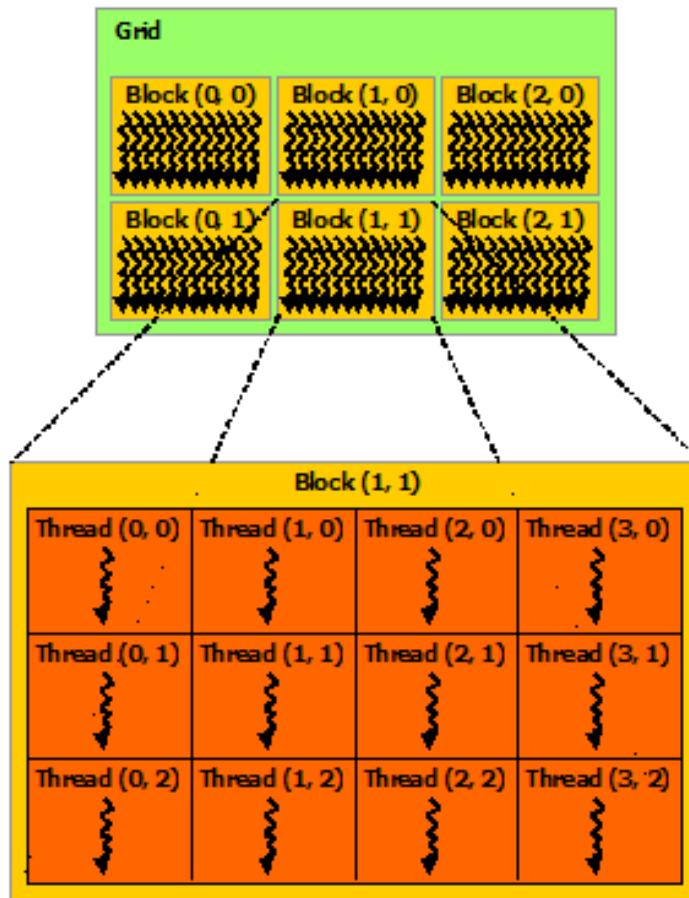 Grid
Block (0, 0) Block (1, 0) Block (2, 0)
Block (0, 1) Block (1, 1) Block (2, 1)
Block (1, 1)
Thread (0, 0) Thread (1, 0) Thread (2, 0) Thread (3, 0)
Thread (0, 1) Thread (1, 1) Thread (2, 1) Thread (3, 1)
Thread (0, 2) Thread (1, 2) Thread (2, 2) Thread (3, 2)